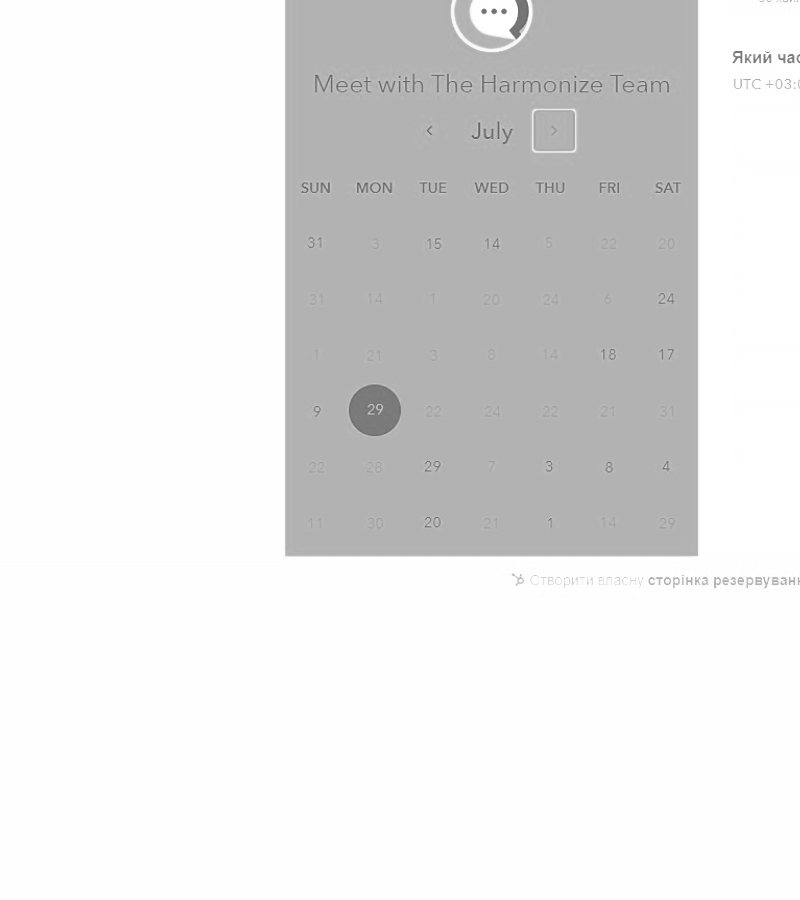 Meet with The Harmonize Team
Який час
UTC +03:0
July
SUN MON TUE WED THU FRI SAT
31 3 15 14 5 22 20
31 14 1 20 24 6 24
1 21 3 8 14 18 17
9 29 22 24 22 21 31
22 28 29 7 3 8 4
11 30 20 21 1 14 29
Створити власну сторінка резервуванн